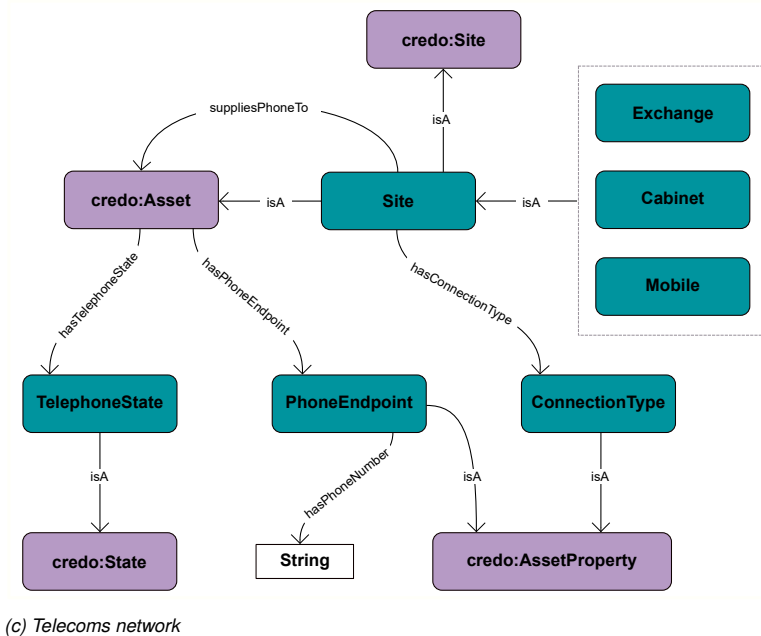 credo:Site
suppliesPhoneTo
isA
Exchange
credo:Asset
isA
Site
isA
Cabinet
Mobile
hasTelephoneState
hasPhoneEndpoint
hasConnectionType
TelephoneState
PhoneEndpoint
ConnectionType
isA
hasPhoneNumber
isA
isA
credo:State
String
credo:AssetProperty
(c) Telecoms network